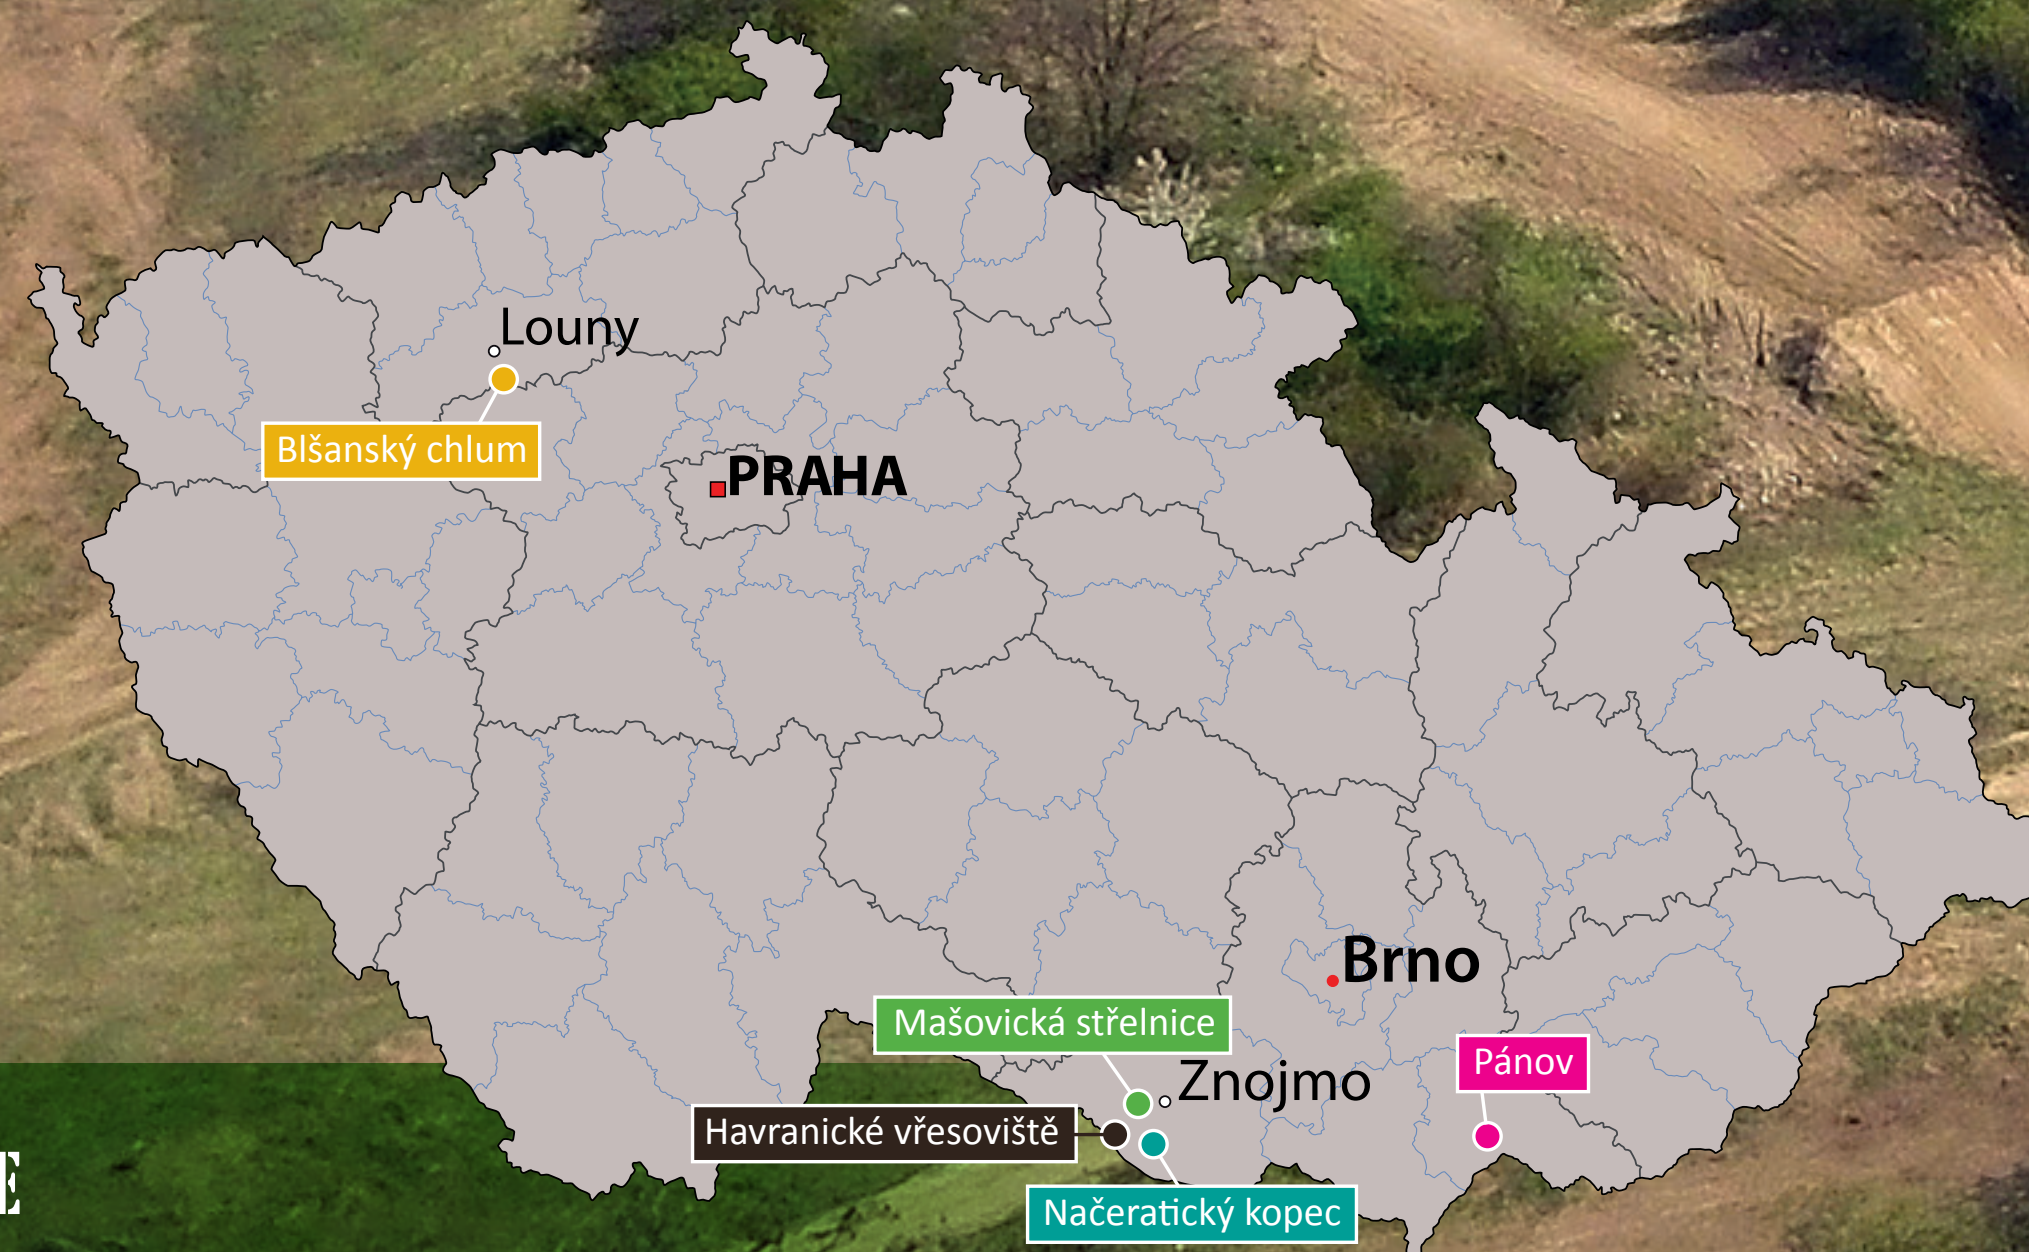 Louny
Blšanský chlum
PRAHA
Brno
Mašovická střelnice
Pánov
Znojmo
Havranické vřesoviště
Načeratický kopec
E